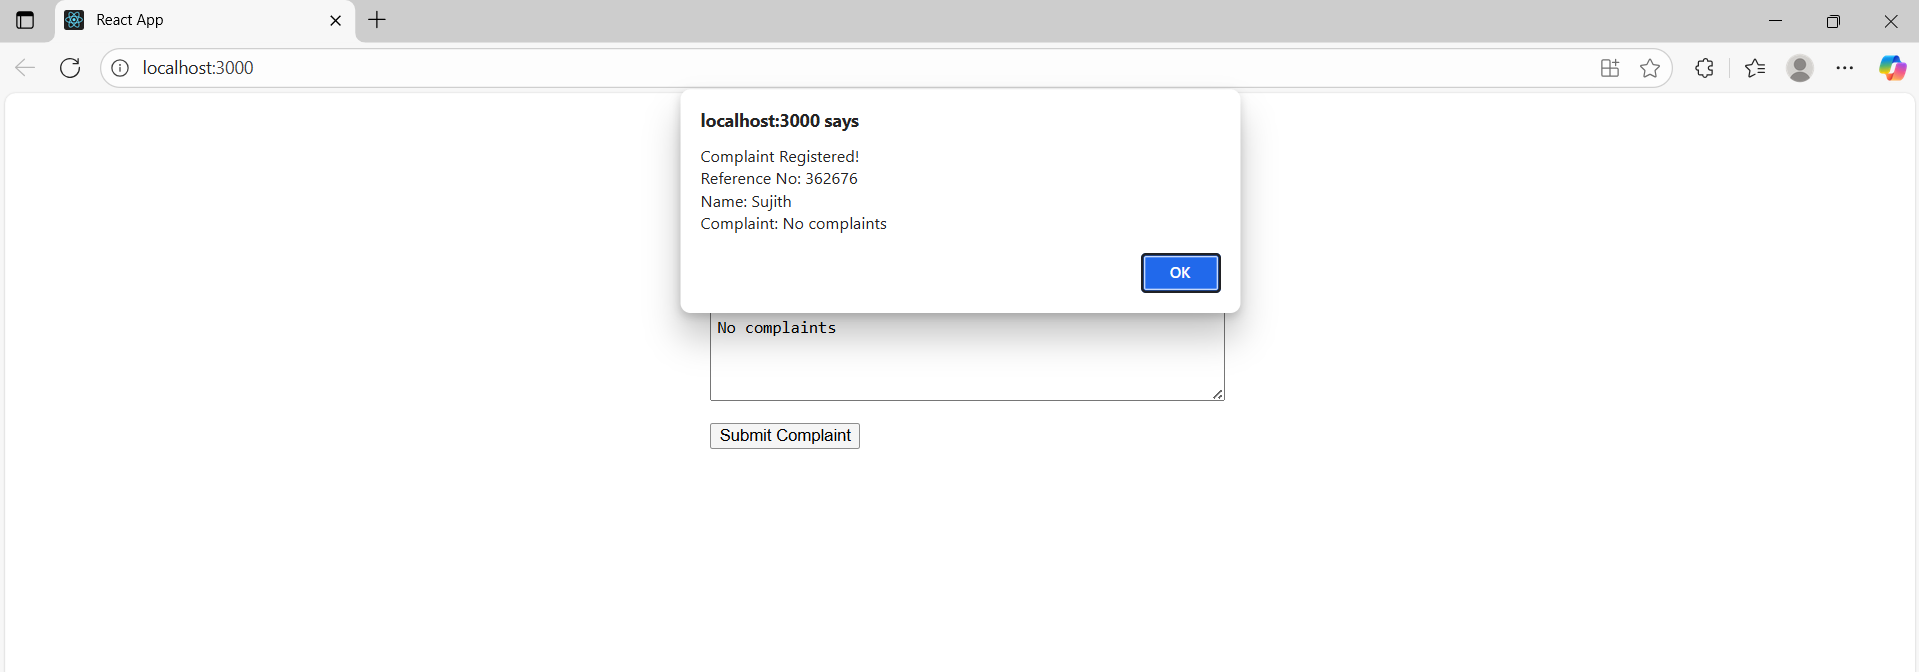 React App
localhost:3000
localhost:3000 says
Complaint Registered!
Reference No: 362676
Name: Sujith
Complaint: No complaints
OK
No complaints
Submit Complaint